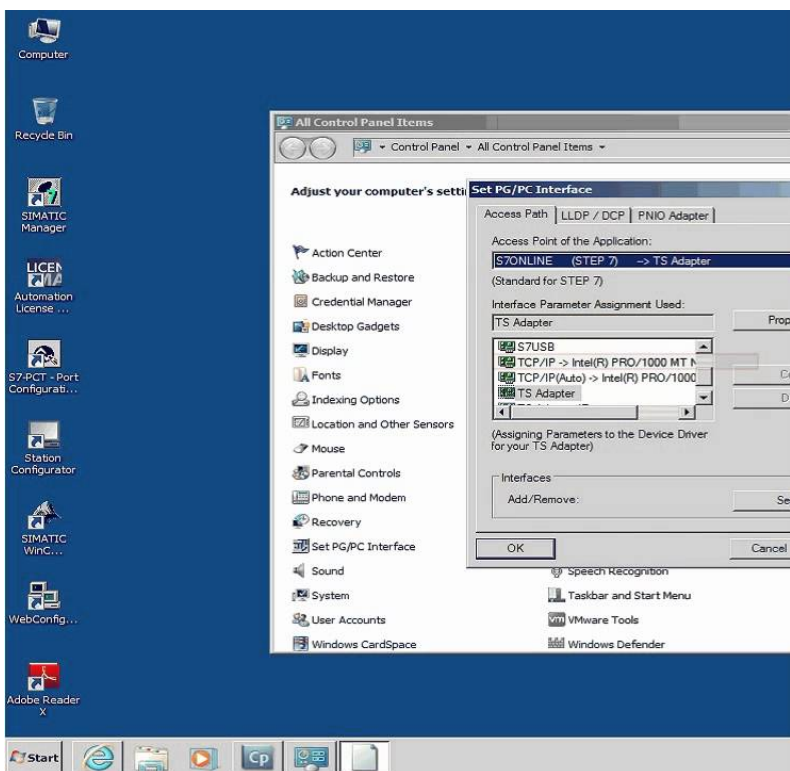 Computer
Recycle Bin
SIMATIC
Manager
LICEN
Automation
License ...
S7-PCT - Port
Configurati...
Station
Configurator
SIMATIC
WinC...
WebConfig...
Adobe Reader
X
All Control Panel Items
Control Panel
All Control Panel Items
Adjust your computer's setti
Action Center
Backup and Restore
Credential Manager
Desktop Gadgets
Display
Fonts
Indexing Options
Location and Other Sensors
Mouse
Parental Controls
Phone and Modem
Recovery
Set PG/PC Interface
Sound
System
User Accounts
Windows CardSpace
Speech Recognition
Taskbar and Start Menu
VMware Tools
Windows Defender
Set PG/PC Interface
Access Path
LLDP / DCP
PNIO Adapter
Access Point of the Application:
S7ONLINE (STEP 7) -> TS Adapter
(Standard for STEP 7)
Interface Parameter Assignment Used:
TS Adapter
Prop
S7USB
TCP/IP -> Intel(R) PRO/1000 MT N
TCP/IP(Auto) -> Intel(R) PRO/1000
TS Adapter
D
(Assigning Parameters to the Device Driver
for your TS Adapter)
Interfaces
Add/Remove:
Se
OK
Cancel
Start
Cp